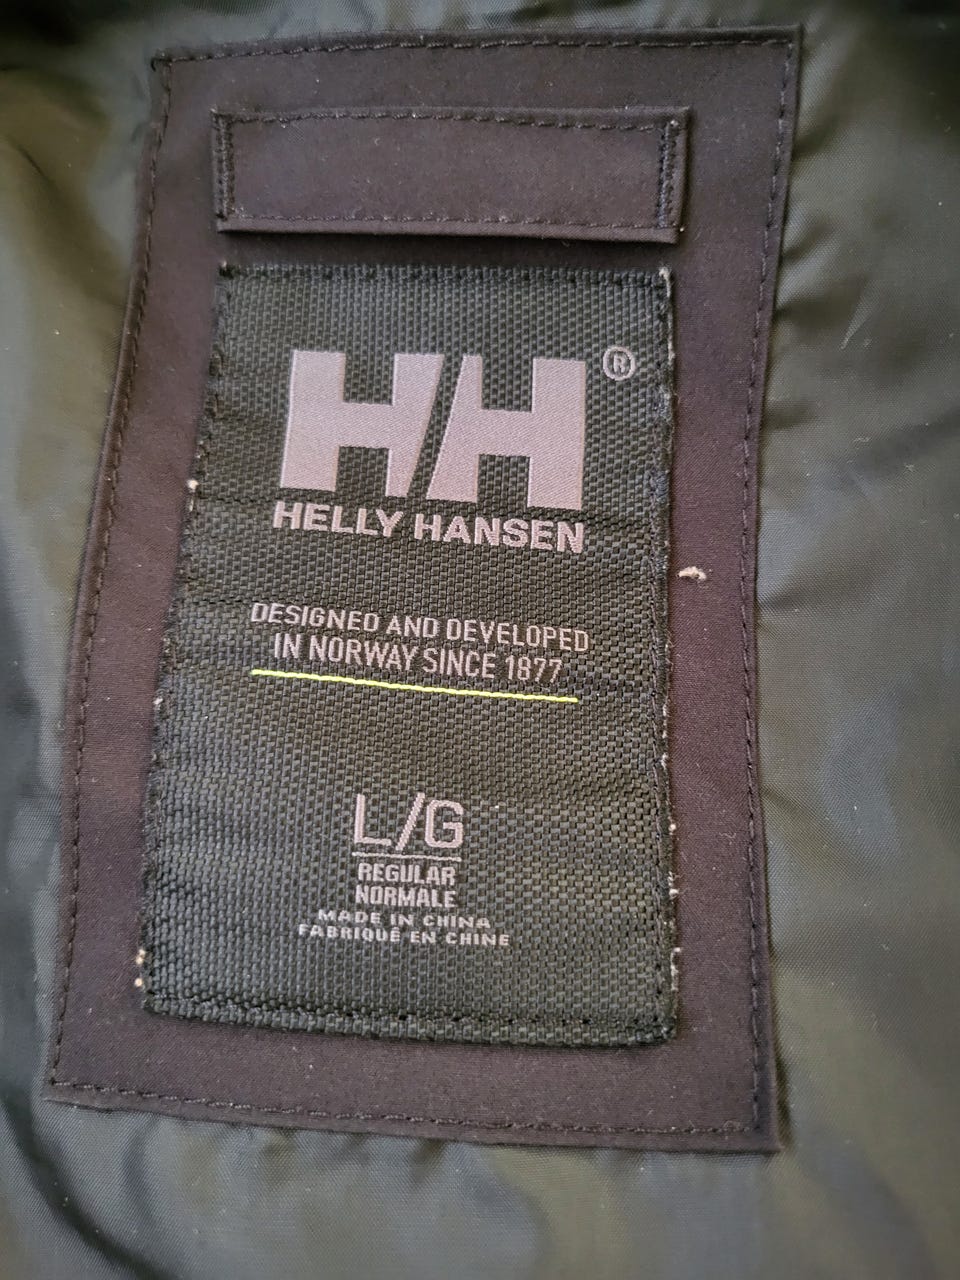 HH®
HELLY HANSEN
DESIGNED AND DEVELOPED
IN NORWAY SINCE 1877
L/G
REGULAR
NORMALE
MADE IN CHINA
FABRIQUÉ EN CHINE